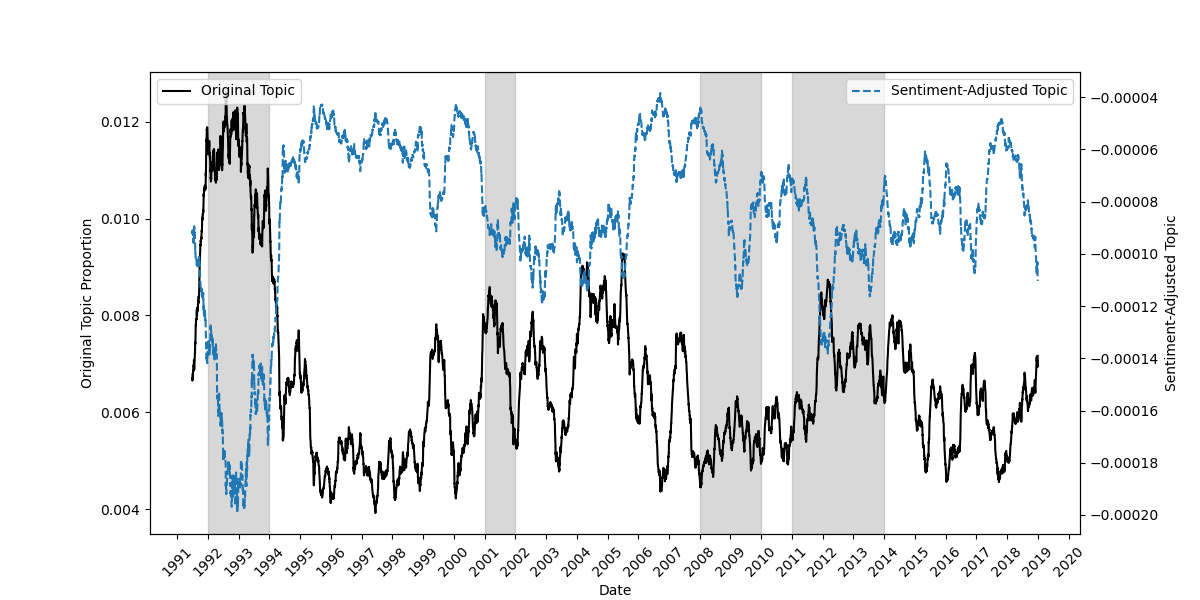 Original Topic
Sentiment-Adjusted Topic
Original Topic Proportion
0.012
0.010
0.008
0.006
0.004
−0.00004
−0.00006
−0.00008
−0.00010
−0.00012
−0.00014
−0.00016
−0.00018
−0.00020
Sentiment-Adjusted Topic
1991 1992 1993 1994 1995 1996 1997 1998 1999 2000 2001 2002 2003 2004 2005 2006 2007 2008 2009 2010 2011 2012 2013 2014 2015 2016 2017 2018 2019 2020
Date